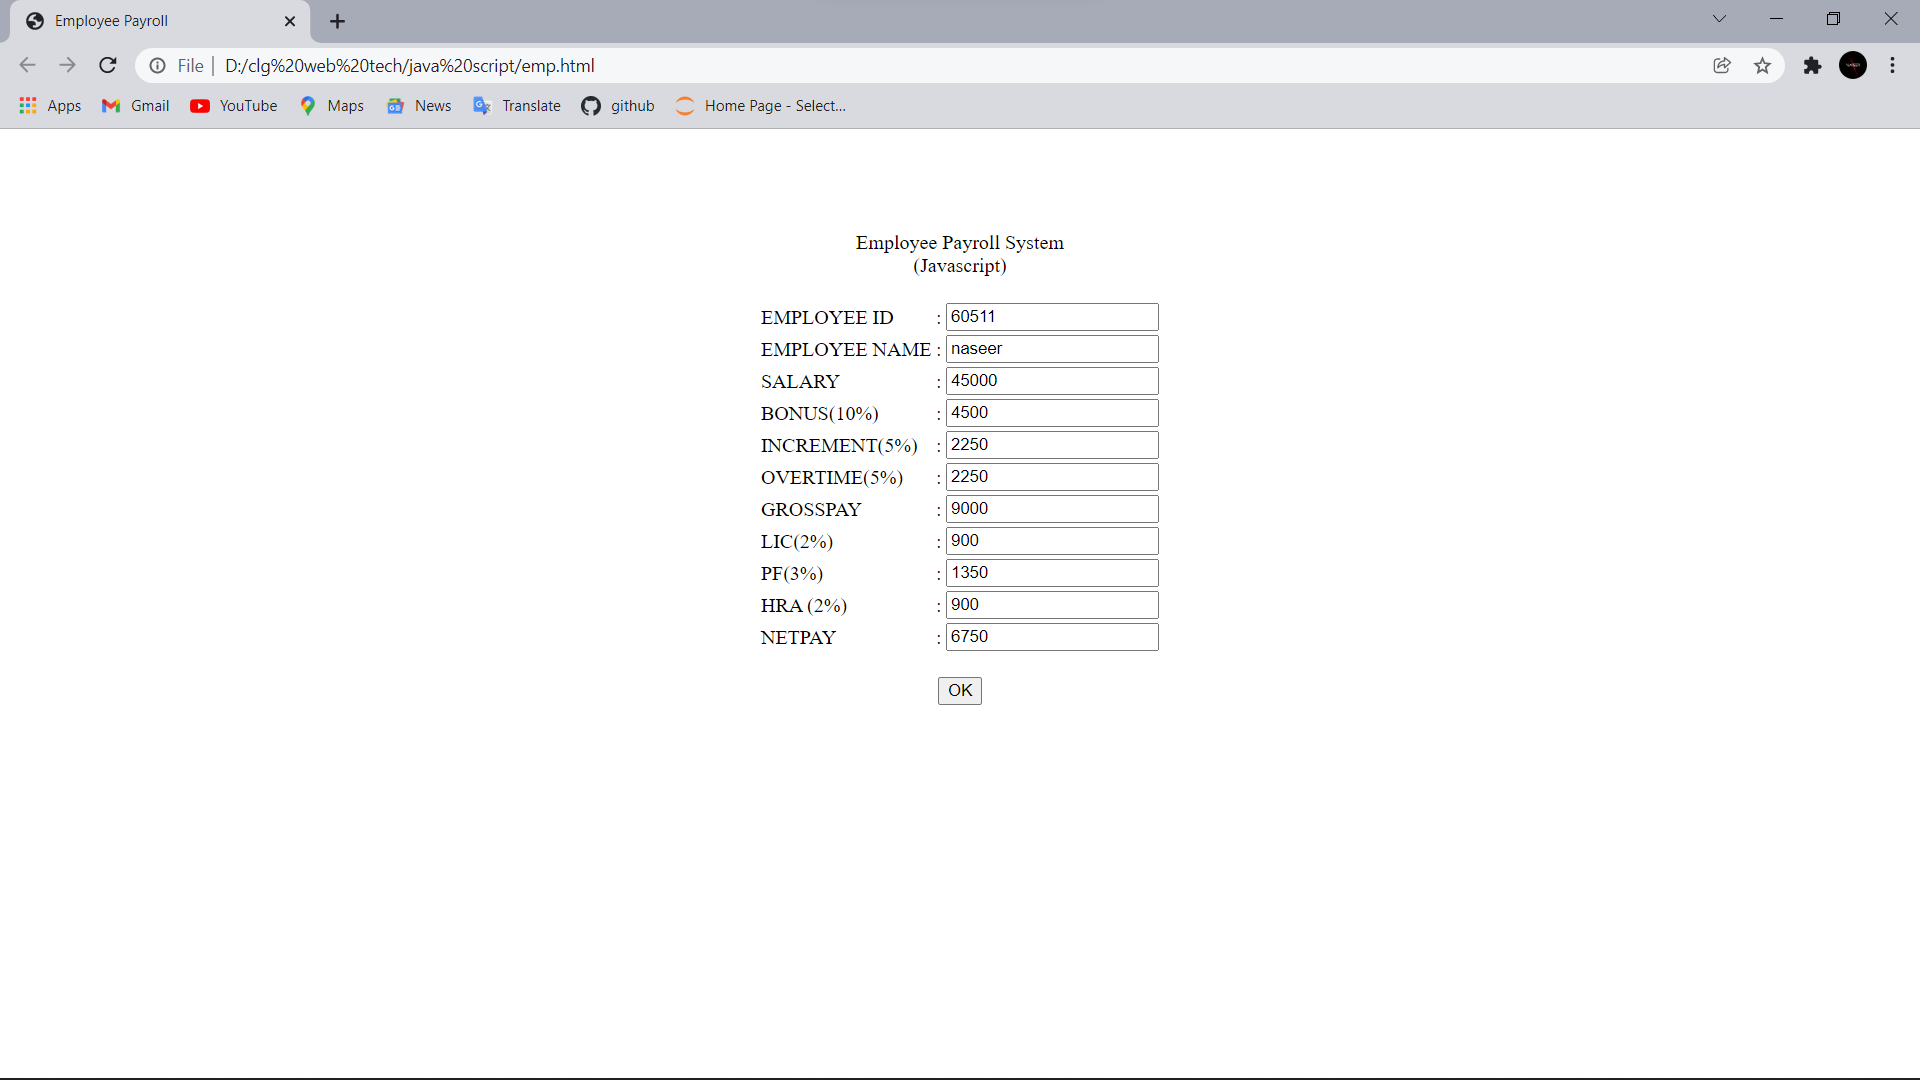 Employee Payroll
File | D:/clg%20web%20tech/java%20script/emp.html
Apps Gmail YouTube Maps News Translate github Home Page - Select...
Employee Payroll System
(Javascript)
EMPLOYEE ID : 60511
EMPLOYEE NAME : naseer
SALARY : 45000
BONUS(10%) : 4500
INCREMENT(5%) : 2250
OVERTIME(5%) : 2250
GROSSPAY : 9000
LIC(2%) : 900
PF(3%) : 1350
HRA (2%) : 900
NETPAY : 6750
OK